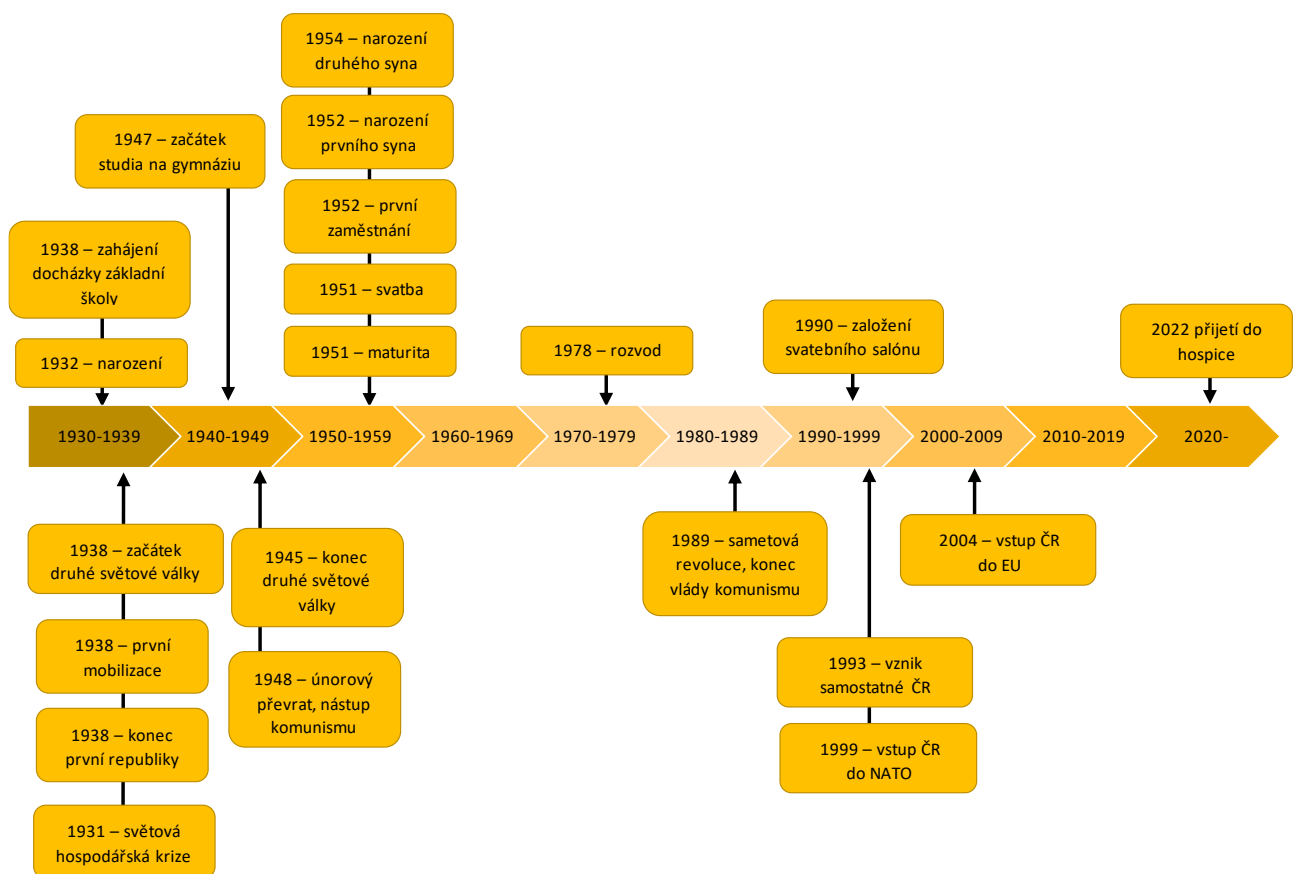 1954 – narození
druhého syna
1952 – narození
prvního syna
1947 – začátek
studia na gymnáziu
1952 – první
zaměstnání
1938 – zahájení
docházky základní
školy
1951 – svatba
1951 – maturita
1932 – narození
1978 – rozvod
1990 – založení
svatebního salónu
2022 přijetí do
hospice
1930-1939
1940-1949
1950-1959
1960-1969
1970-1979
1980-1989
1990-1999
2000-2009
2010-2019
2020-
1938 – začátek
druhé světové války
1938 – první
mobilizace
1938 – konec
první republiky
1931 – světová
hospodářská krize
1945 – konec
druhé světové
války
1948 – únorový
převrat, nástup
komunismu
1989 – sametová
revoluce, konec
vlády komunismu
1993 – vznik
samostatné ČR
1999 – vstup ČR
do NATO
2004 – vstup ČR
do EU